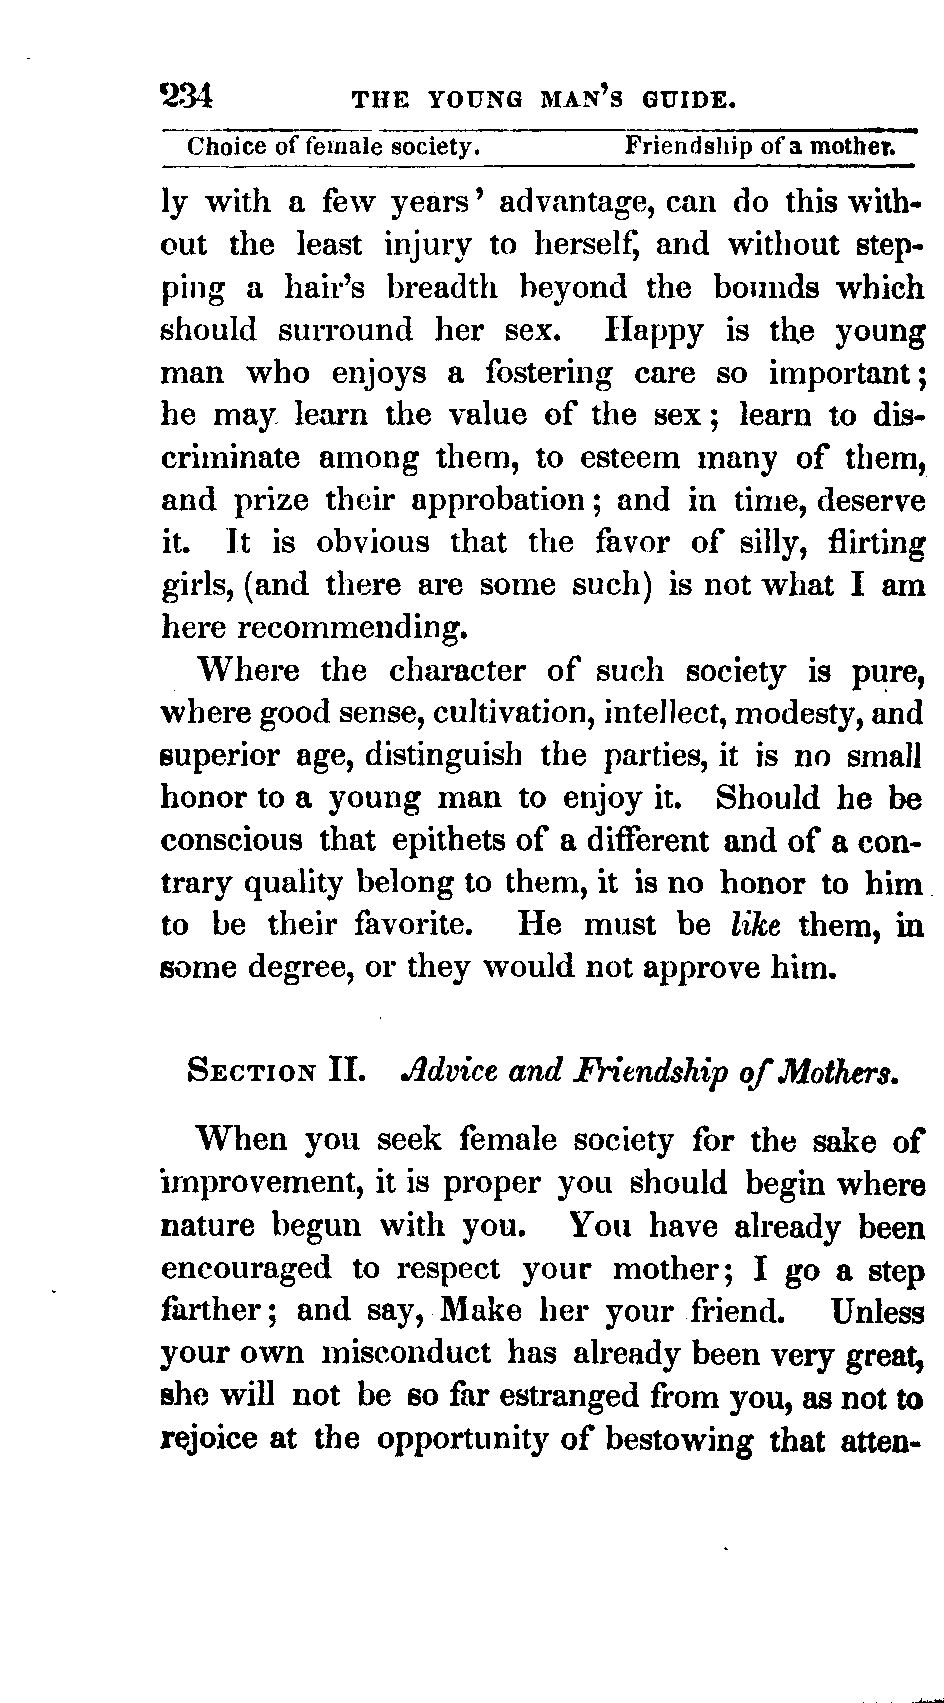 234 THE YOUNG MAN'S GUIDE.
Choice of female society. Friendship of a mother.
ly with a few years' advantage, can do this with-
out the least injury to herself, and without step-
ping a hair's breadth beyond the bounds which
should surround her sex. Happy is the young
man who enjoys a fostering care so important;
he may learn the value of the sex; learn to dis-
criminate among them, to esteem many of them,
and prize their approbation; and in time, deserve
it. It is obvious that the favor of silly, flirting
girls, (and there are some such) is not what I am
here recommending.
Where the character of such society is pure,
where good sense, cultivation, intellect, modesty, and
superior age, distinguish the parties, it is no small
honor to a young man to enjoy it. Should he be
conscious that epithets of a different and of a con-
trary quality belong to them, it is no honor to him
to be their favorite. He must be like them, in
some degree, or they would not approve him.
SECTION II. Advice and Friendship of Mothers.
When you seek female society for the sake of
improvement, it is proper you should begin where
nature begun with you. You have already been
encouraged to respect your mother; I go a step
farther; and say, Make her your friend. Unless
your own misconduct has already been very great,
she will not be so far estranged from you, as not to
rejoice at the opportunity of bestowing that atten-